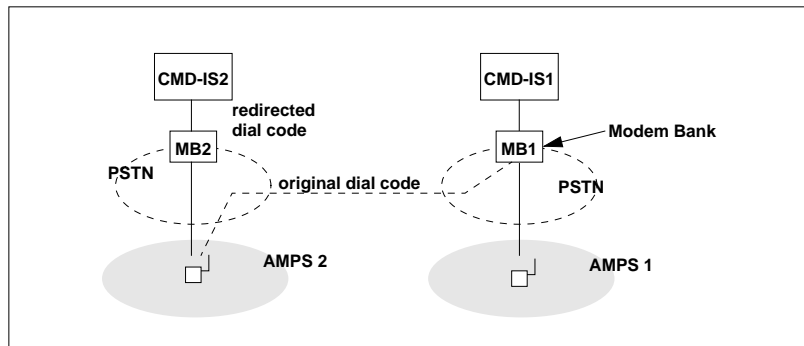 CMD-IS2
CMD-IS1
redirected
dial code
Modem Bank
MB2
MB1
PSTN
original dial code
PSTN
AMPS 2
AMPS 1